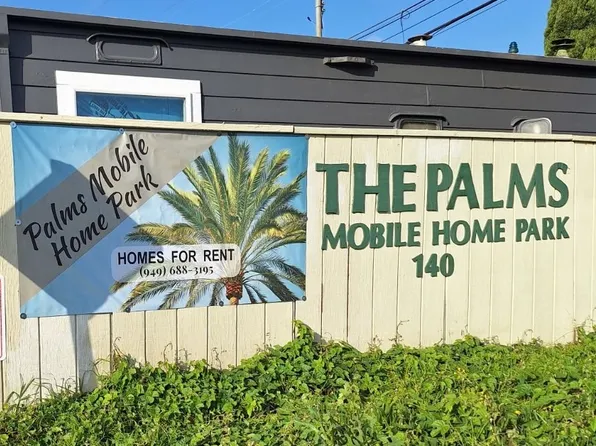 Palms Mobile
Home Park
HOMES FOR RENT
(949) 688-3195
THE PALMS
MOBILE HOME PARK
140